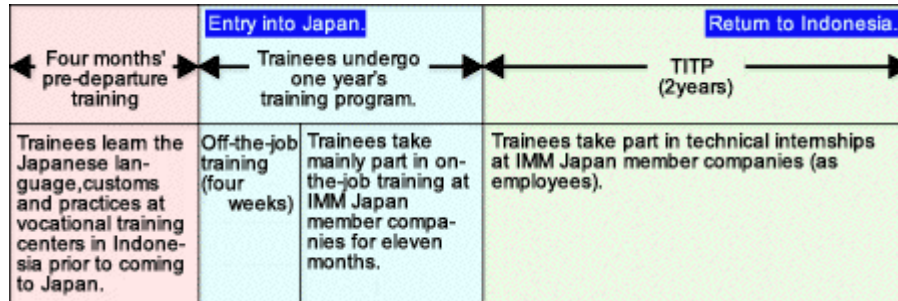 Entry into Japan.
Return to Indonesia.
Four months'
pre-departure
training
Trainees undergo
one year's
training program.
TITP
(2years)
Trainees learn the
Japanese lan-
guage,customs
and practices at
vocational training
centers in Indone-
sia prior to coming
to Japan.
Off-the-job
training
(four
weeks)
Trainees take
mainly part in on-
the-job training at
IMM Japan
member compa-
nies for eleven
months.
Trainees take part in technical internships
at IMM Japan member companies (as
employees).